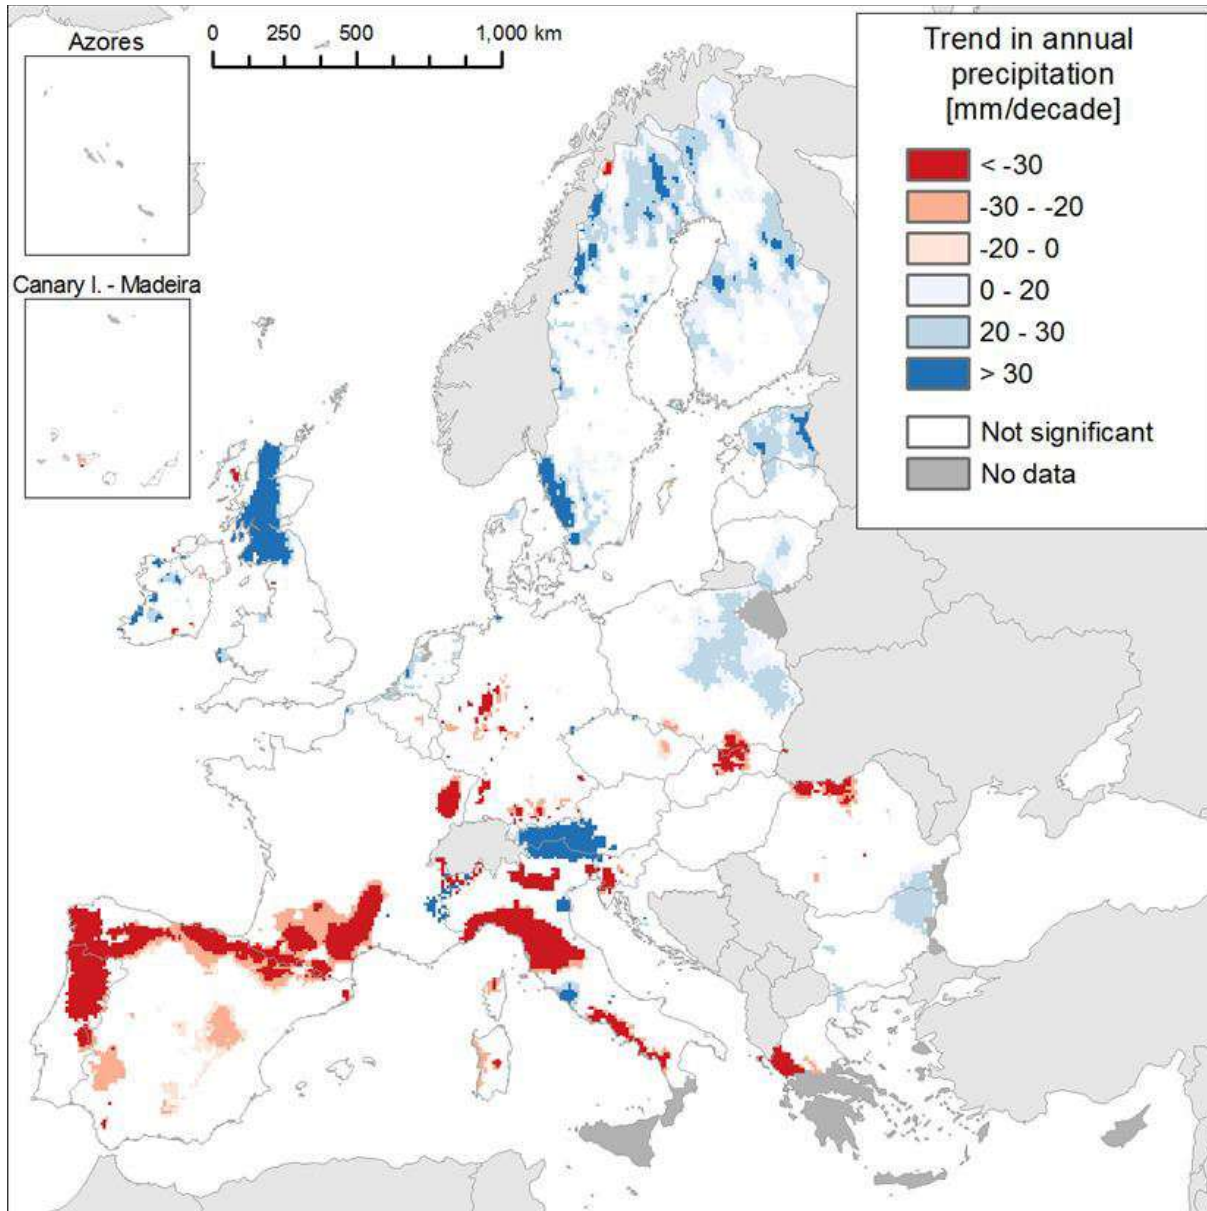 Azores
0 250 500 1,000 km
Canary I. - Madeira
Trend in annual
precipitation
[mm/decade]
< -30
-30 - -20
-20 - 0
0 - 20
20 - 30
> 30
Not significant
No data